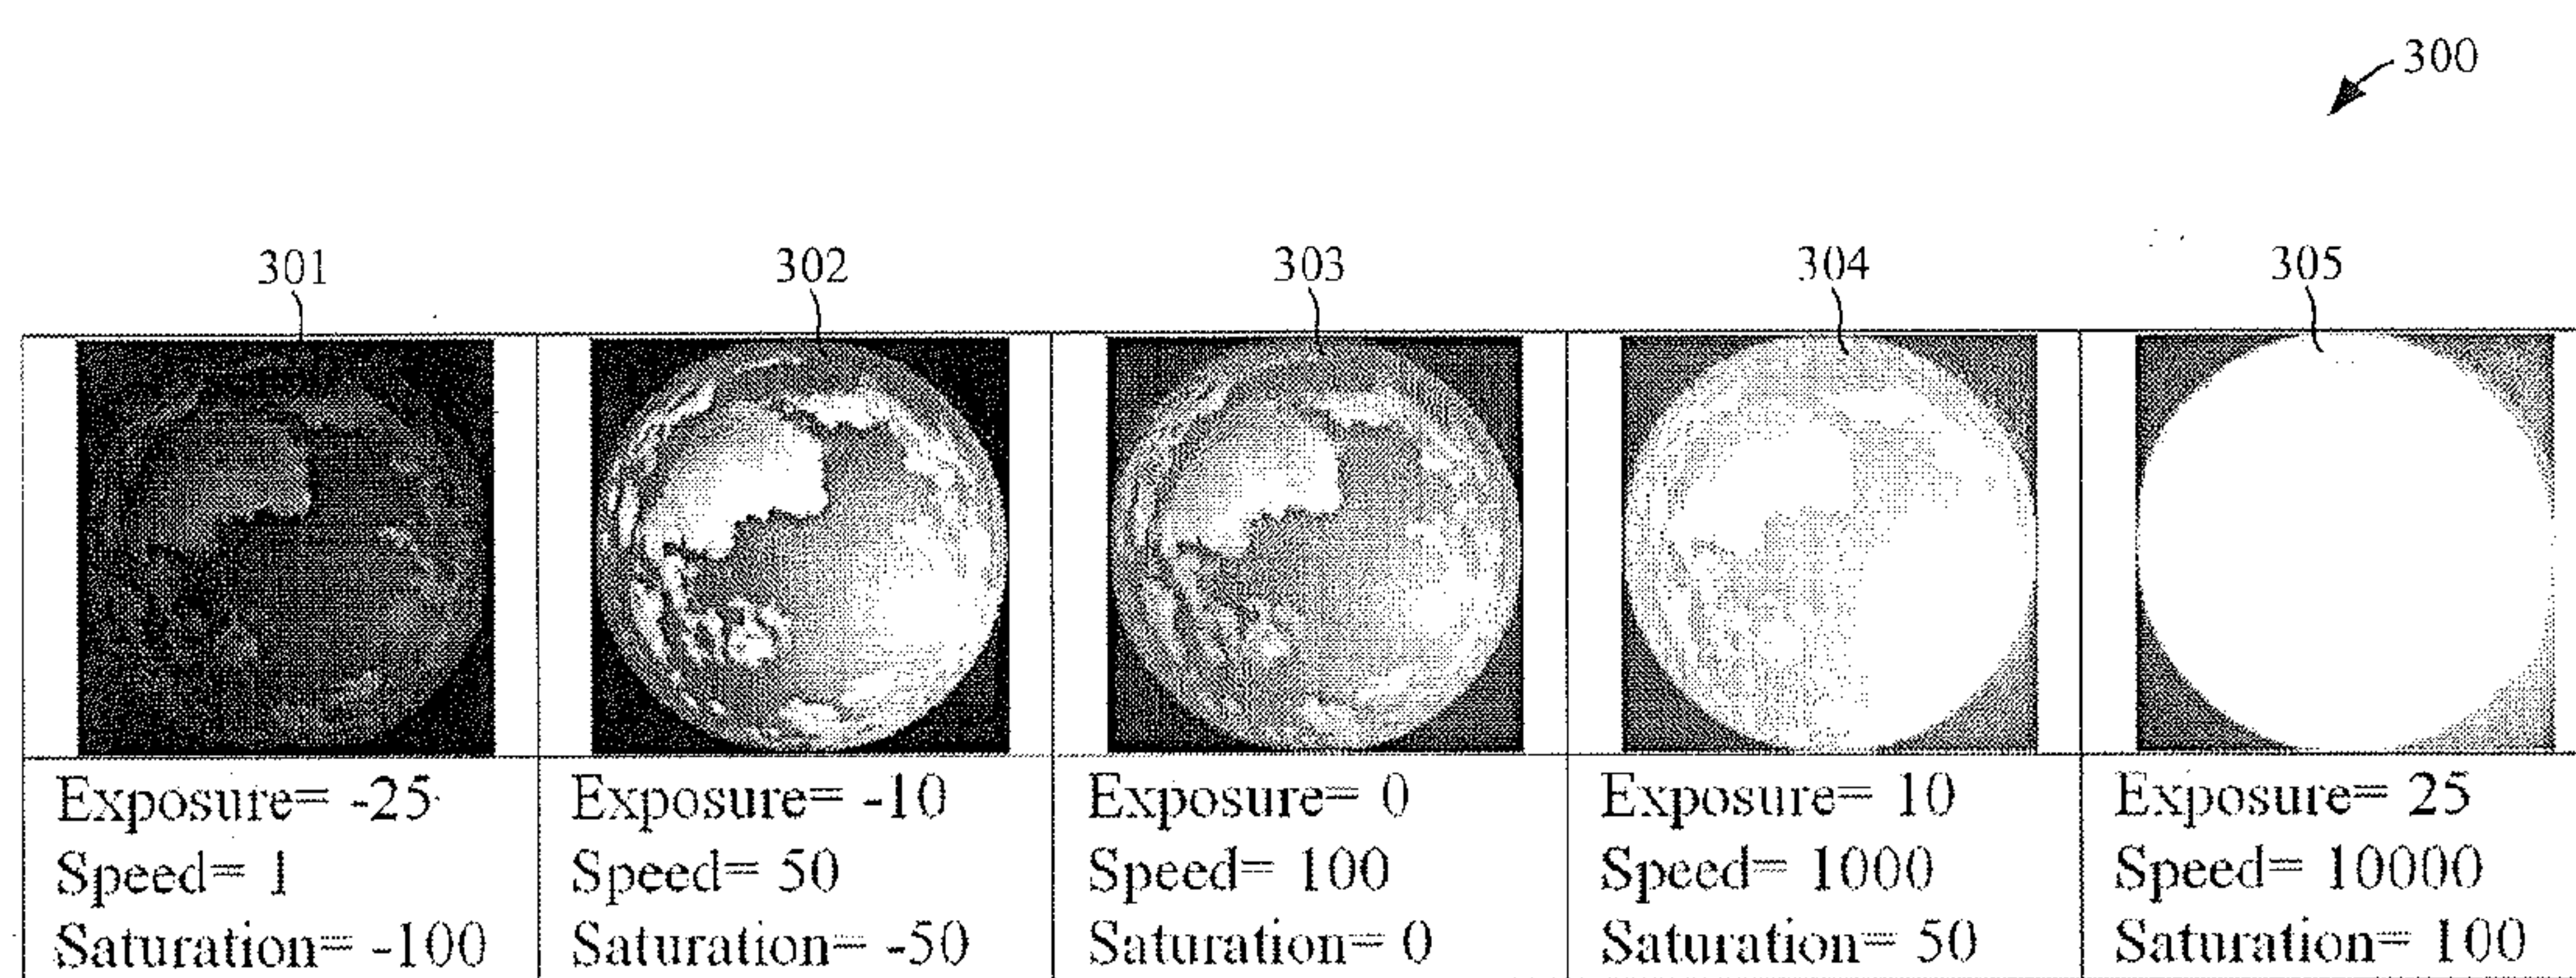 300
301
302
303
304
305
Exposure= -25
Speed= 1
Saturation= -100
Exposure= -10
Speed= 50
Saturation= -50
Exposure= 0
Speed= 100
Saturation= 0
Exposure= 10
Speed= 1000
Saturation= 50
Exposure= 25
Speed= 10000
Saturation= 100